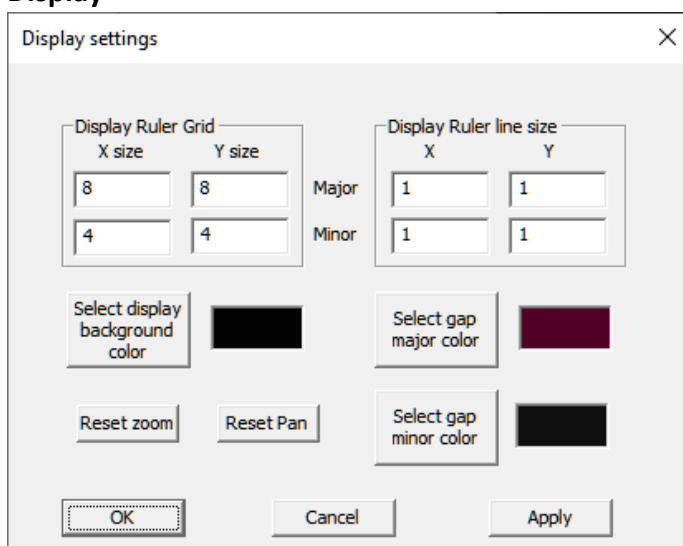 Display
Display settings
Display Ruler Grid
X size Y size
8 8 Major
4 4 Minor
Display Ruler line size
X Y
1 1
1 1
Select display
background
color
Select gap
major color
Reset zoom Reset Pan
Select gap
minor color
OK Cancel Apply